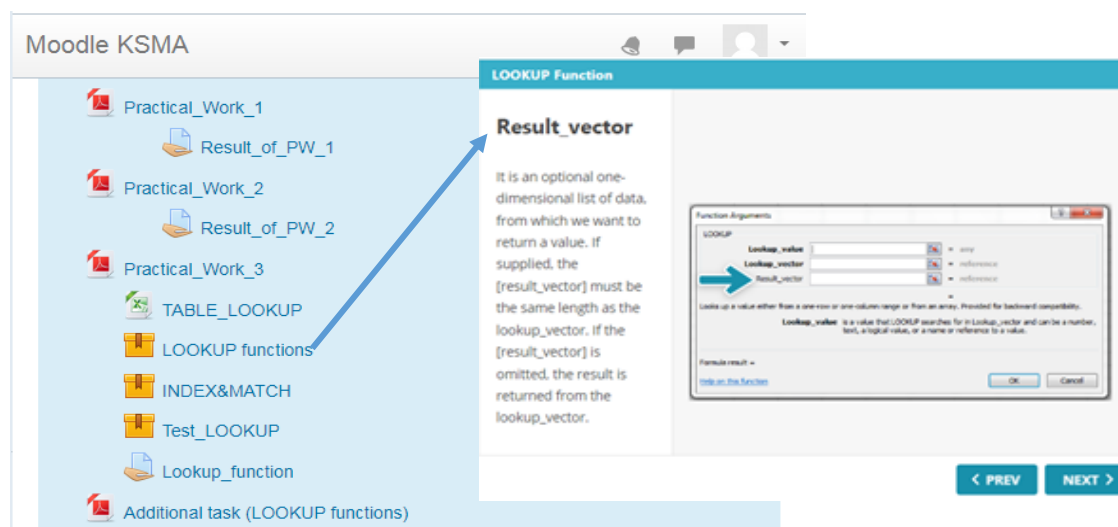 Moodle KSMA
Practical_Work_1
Result_of_PW_1
Practical_Work_2
Result_of_PW_2
Practical_Work_3
TABLE_LOOKUP
LOOKUP functions
INDEX&MATCH
Test_LOOKUP
Lookup_function
Additional task (LOOKUP functions)
LOOKUP Function
Result_vector
It is an optional one-
dimensional list of data,
from which we want to
return a value. If
supplied, the
[result_vector] must be
the same length as the
lookup_vector. If the
[result_vector] is
omitted, the result is
returned from the
lookup_vector.
Function Arguments
LOOKUP
Lookup_value = any
Lookup_vector = reference
Result_vector = reference
=
Looks up a value either from a one-row or one-column range or from an array. Provided for backward compatibility.
Lookup_value is a value that LOOKUP searches for in Lookup_vector and can be a number,
text, a logical value, or a name or reference to a value.
Formula result =
Help on this function
OK Cancel
< PREV NEXT >